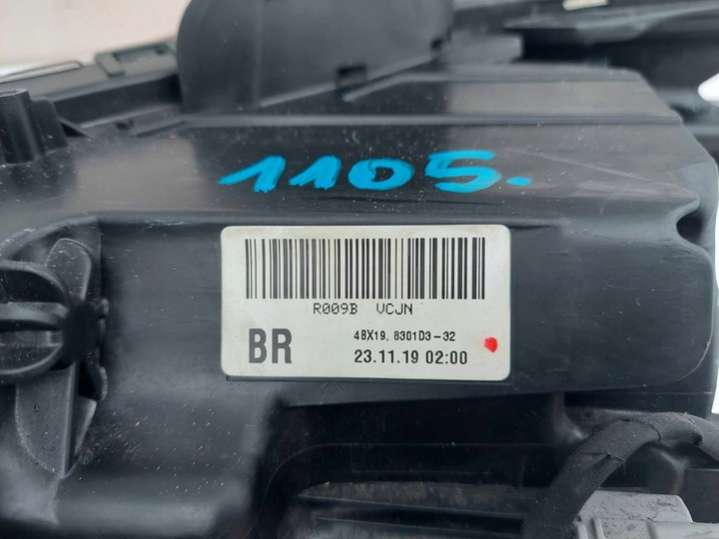 1105.
R009B VCJN
BR
48X19, 8301D3-32
23.11.19 02:00